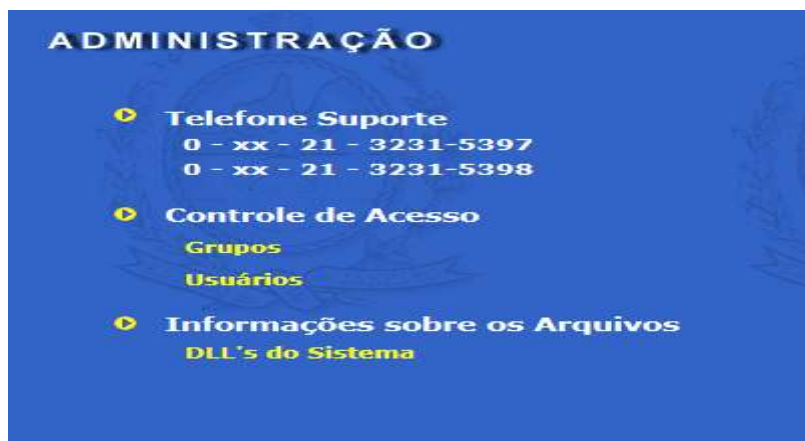 ADMINISTRAÇÃO
Telefone Suporte
0 - xx - 21 - 3231-5397
0 - xx - 21 - 3231-5398
Controle de Acesso
Grupos
Usuários
Informações sobre os Arquivos
DLL's do Sistema